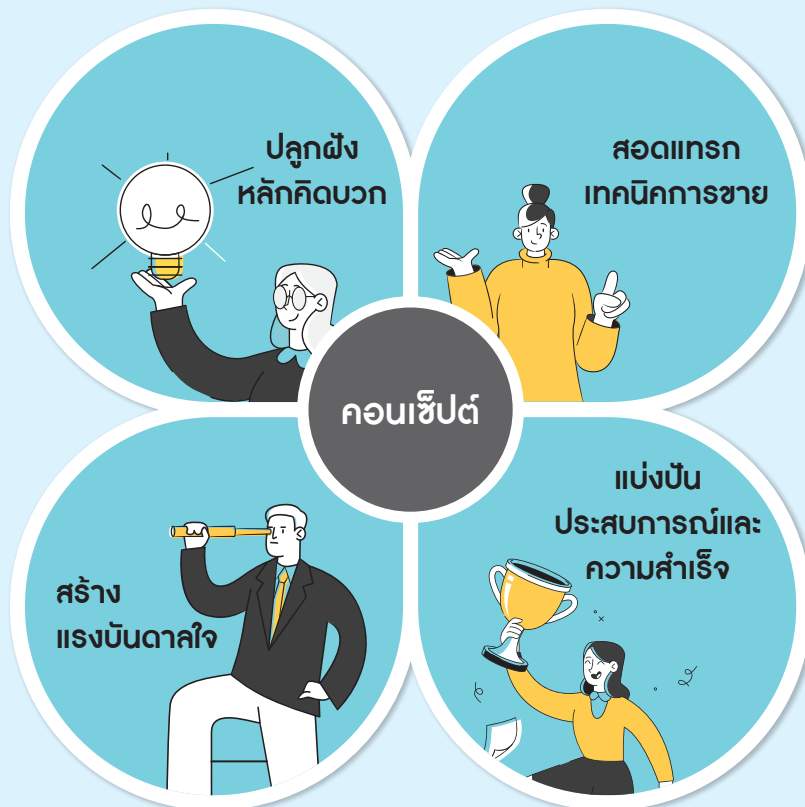 ปลูกฝัง
หลักคิดบวก
สอดแทรก
เทคนิคการขาย
คอนเซ็ปต์
สร้าง
แรงบันดาลใจ
แบ่งปัน
ประสบการณ์และ
ความสำเร็จ